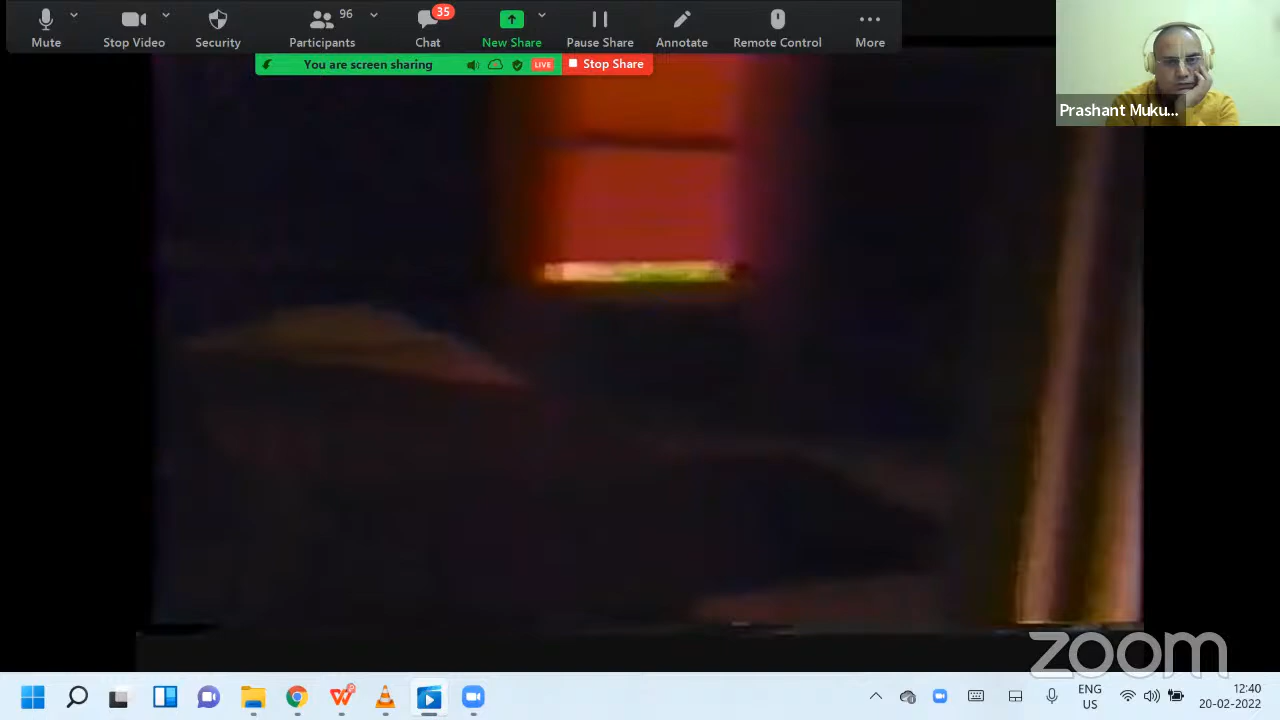 96
35
Mute
Stop Video
Security
Participants
Chat
New Share
Pause Share
Annotate
Remote Control
More
You are screen sharing
LIVE
Stop Share
Prashant Muku...
zoom
ENG
US
12:40
20-02-2022